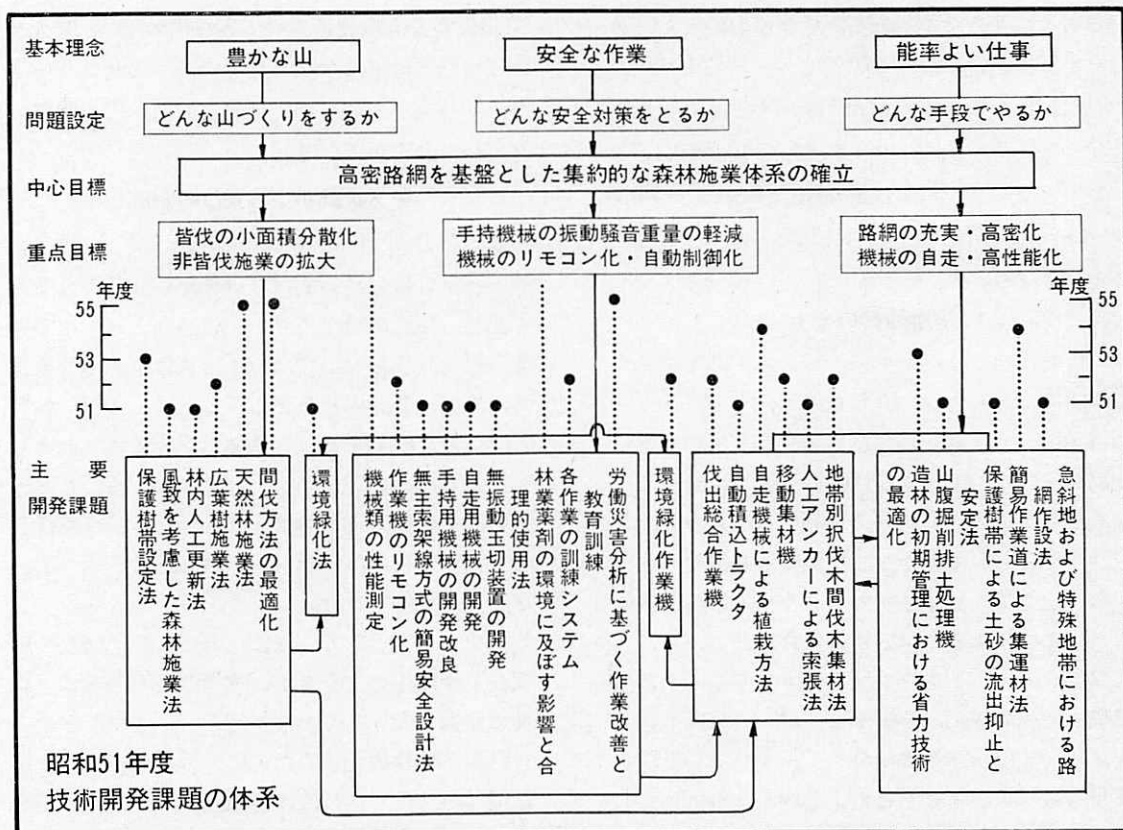 基本理念
豊かな山
安全な作業
能率よい仕事
問題設定
どんな山づくりをするか
どんな安全対策をとるか
どんな手段でやるか
中心目標
高密路網を基盤とした集約的な森林施業体系の確立
重点目標
皆伐の小面積分散化
非皆伐施業の拡大
手持機械の振動騒音重量の軽減
機械のリモコン化・自動制御化
路網の充実・高密化
機械の自走・高性能化
年度
55
53
51
年度
55
53
51
主要
開発課題
保護樹帯設定法
風致を考慮した森林施業法
林内人工更新法
広葉樹施業法
天然林施業法
間伐方法の最適化
環境緑化法
機械類の性能測定
作業機のリモコン化
無主索架線方式の簡易安全設計法
手持用機械の開発改良
自走用機械の開発
無振動玉切装置の開発
林業薬剤の環境に及ぼす影響と合
理的使用法
各作業の訓練システム
労働災害分析に基づく作業改善と
教育訓練
環境緑化作業機
伐出総合作業機
自動積込トラクタ
自走機械による植栽方法
移動集材機
人工アンカーによる索張法
地帯別択伐木間伐木集材法
造林の初期管理における省力技術
の最適化
山腹掘削排土処理機
保護樹帯による土砂の流出抑止と
安定法
簡易作業道による集運材法
急斜地および特殊地帯における路
網作設法
昭和51年度
技術開発課題の体系